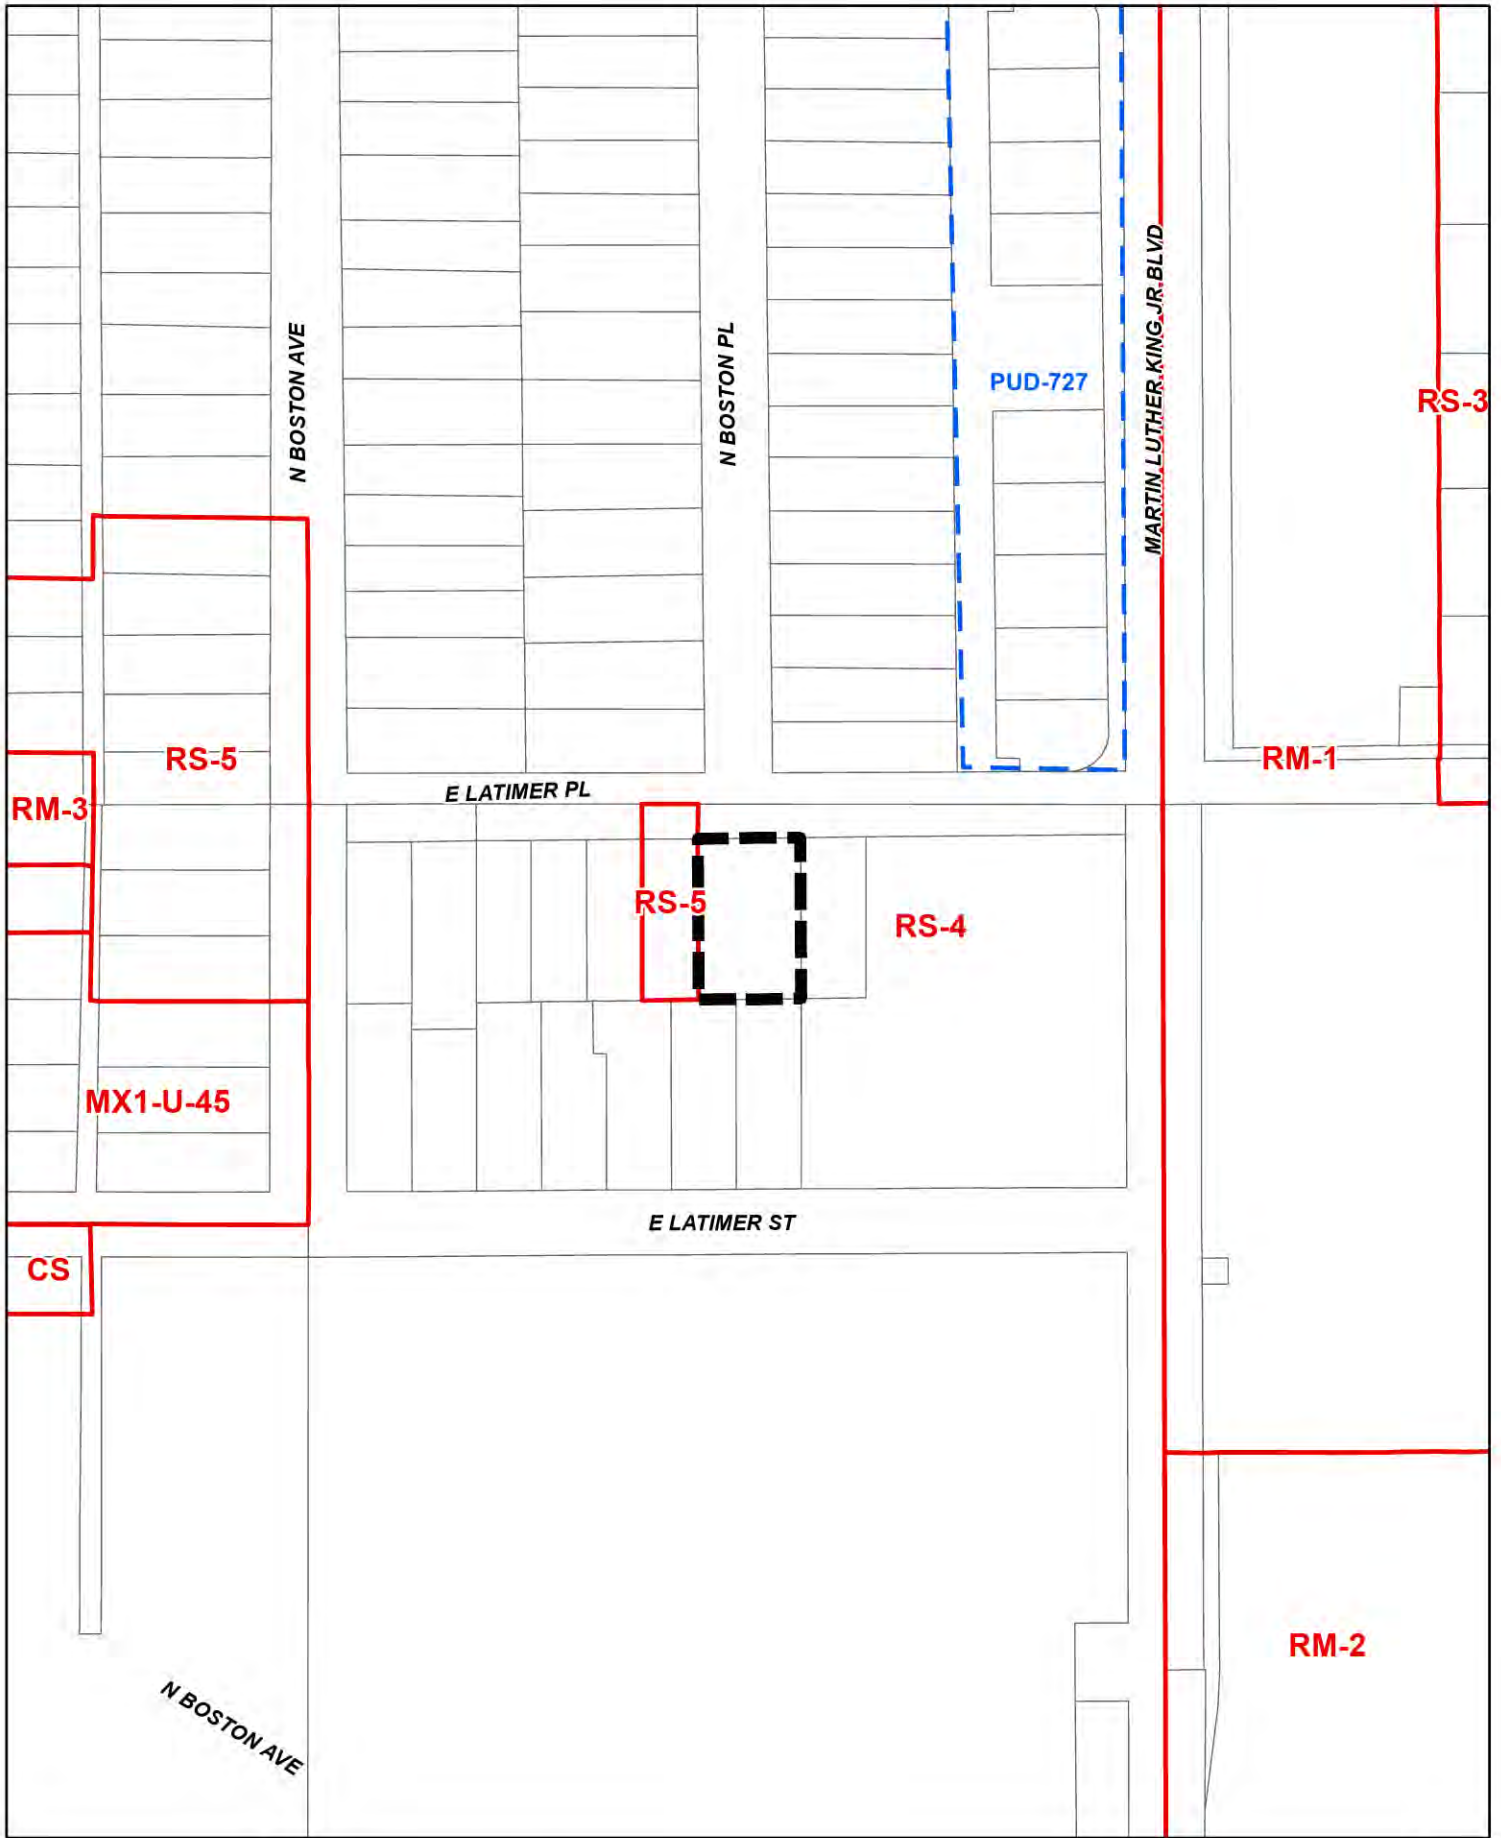 N BOSTON AVE
N BOSTON PL
MARTIN LUTHER KING JR BLVD
PUD-727
RS-3
RS-5
RM-1
E LATIMER PL
RM-3
RS-5
RS-4
MX1-U-45
E LATIMER ST
CS
RM-2
N BOSTON AVE